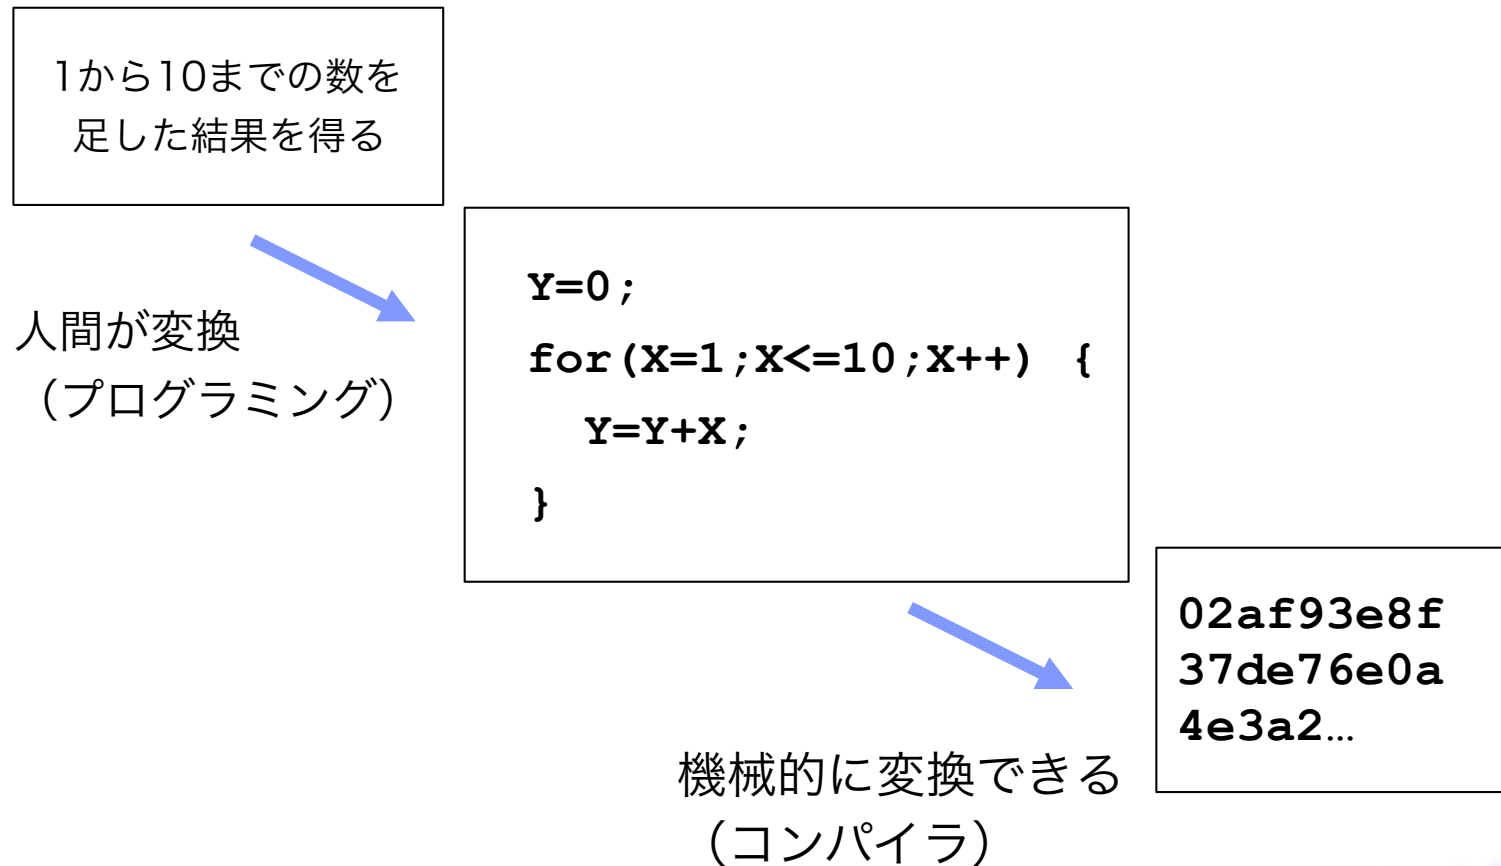 1から10までの数を
足した結果を得る
人間が変換
（プログラミング）
Y=0;
for(X=1;X<=10;X++) {
Y=Y+X;
}
機械的に変換できる
（コンパイラ）
02af93e8f
37de76e0a
4e3a2…